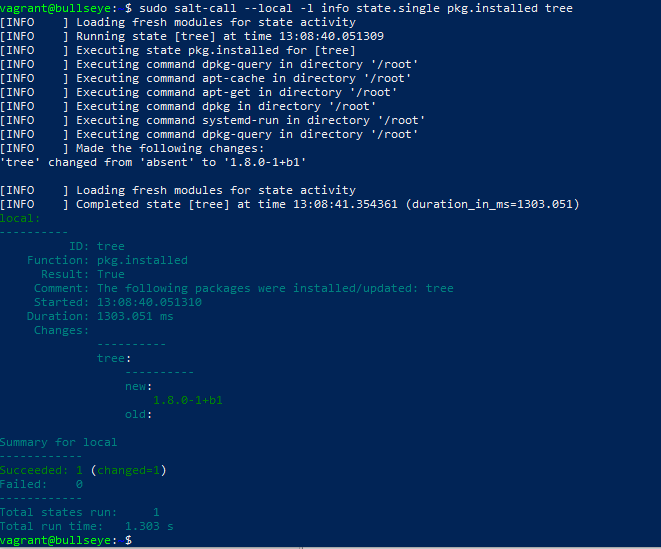 vagrant@bullseye: $ sudo salt-call --local -l info state.single pkg.installed tree
[INFO    ] Loading fresh modules for state activity
[INFO    ] Running state [tree] at time 13:08:40.051309
[INFO    ] Executing state pkg.installed for [tree]
[INFO    ] Executing command dpkg-query in directory '/root'
[INFO    ] Executing command apt-cache in directory '/root'
[INFO    ] Executing command apt-get in directory '/root'
[INFO    ] Executing command dpkg in directory '/root'
[INFO    ] Executing command systemd-run in directory '/root'
[INFO    ] Executing command dpkg-query in directory '/root'
[INFO    ] Made the following changes:
'tree' changed from 'absent' to '1.8.0-1+b1'
[INFO    ] Loading fresh modules for state activity
[INFO    ] Completed state [tree] at time 13:08:41.354361 (duration_in_ms=1303.051)
local:
----------
          ID: tree
    Function: pkg.installed
      Result: True
     Comment: The following packages were installed/updated: tree
     Started: 13:08:40.051310
    Duration: 1303.051 ms
     Changes:
              ----------
              tree:
                  ----------
                  new:
                      1.8.0-1+b1
                  old:
Summary for local
------------
Succeeded: 1 (changed=1)
Failed:    0
------------
Total states run:     1
Total run time:   1.303 s
vagrant@bullseye: $